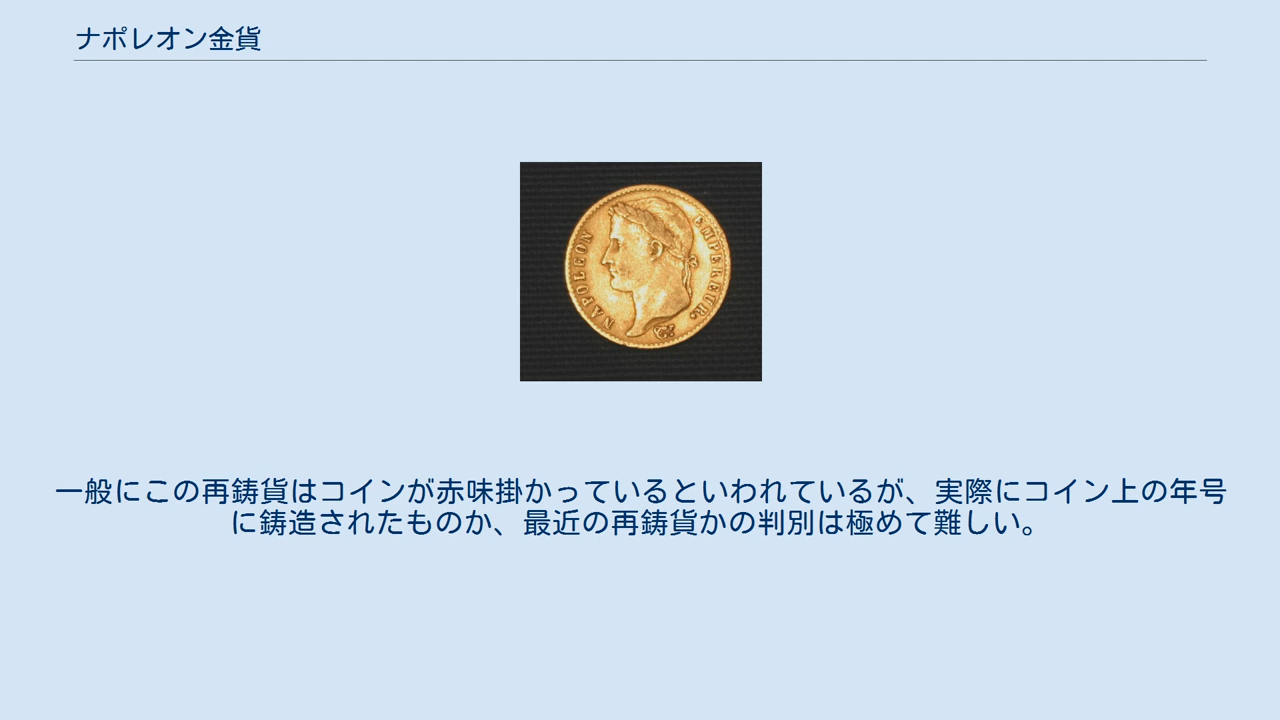 ナポレオン金貨
NAPOLEON
EMPEREUR.
一般にこの再鋳貨はコインが赤味掛かっているといわれているが、実際にコイン上の年号
に鋳造されたものか、最近の再鋳貨かの判別は極めて難しい。